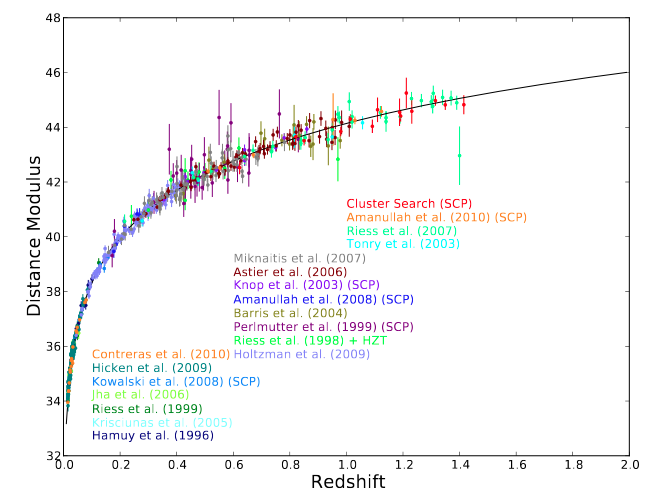 48
46
44
42
40
38
36
34
32
Distance Modulus
Cluster Search (SCP)
Amanullah et al. (2010) (SCP)
Riess et al. (2007)
Tonry et al. (2003)
Miknaitis et al. (2007)
Astier et al. (2006)
Knop et al. (2003) (SCP)
Amanullah et al. (2008) (SCP)
Barris et al. (2004)
Perlmutter et al. (1999) (SCP)
Riess et al. (1998) + HZT
Holtzman et al. (2009)
Contreras et al. (2010)
Hicken et al. (2009)
Kowalski et al. (2008) (SCP)
Jha et al. (2006)
Riess et al. (1999)
Krisciunas et al. (2005)
Hamuy et al. (1996)
0.0 0.2 0.4 0.6 0.8 1.0 1.2 1.4 1.6 1.8 2.0
Redshift